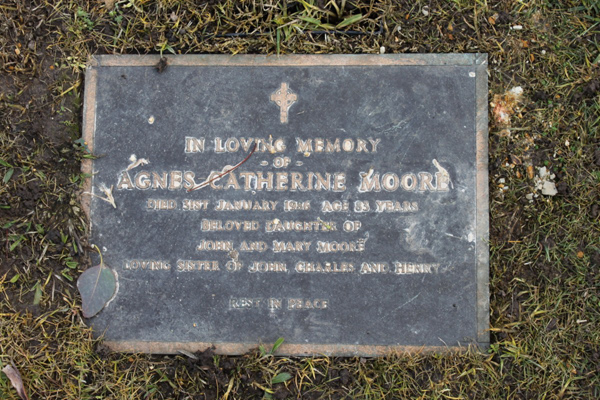 IN LOVING MEMORY
- OF -
AGNES CATHERINE MOORE
DIED 31ST JANUARY AGE 83 YEARS
BELOVED DAUGHTER OF
JOHN AND MARY MOORE
LOVING SISTER OF JOHN, CHARLES AND HENRY
REST IN PEACE